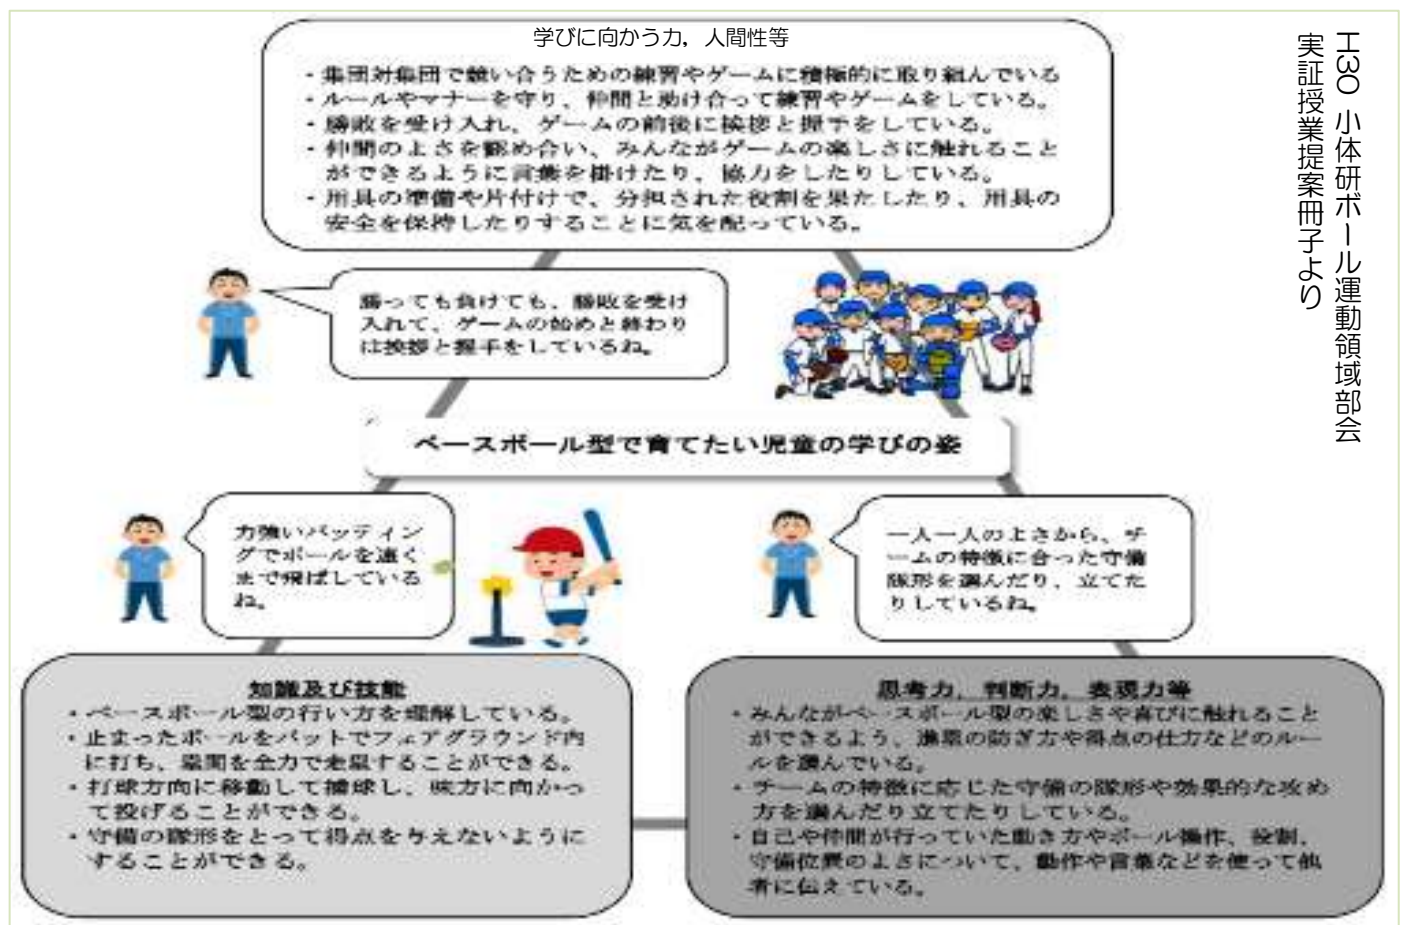 H30 小体研ボール運動領域部会
実証授業提案冊子より
学びに向かう力，人間性等
・集団対集団で競い合うための練習やゲームに積極的に取り組んでいる
・ルールやマナーを守り、仲間と助け合って練習やゲームをしている。
・勝敗を受け入れ、ゲームの前後に挨拶と握手をしている。
・仲間のよさを認め合い、みんながゲームの楽しさに触れること
ができるように言葉を掛けたり、協力をしたりしている。
・用具の準備や片付けで、分担された役割を果たしたり、用具の
安全を保持したりすることに気を配っている。
勝っても負けても、勝敗を受け
入れて、ゲームの始めと終わり
は挨拶と握手をしているね。
ベースボール型で育てたい児童の学びの姿
力強いバッティン
グでボールを遠く
まで飛ばしている
ね。
一人一人のよさから、チ
ームの特徴に合った守備
隊形を選んだり、立てた
りしているね。
知識及び技能
・ベースボール型の行い方を理解している。
・止まったボールをバットでフェアグラウンド内
に打ち、塁間を全力で走塁することができる。
・打球方向に移動して捕球し、味方に向かっ
て投げることができる。
・守備の隊形をとって得点を与えないように
することができる。
思考力，判断力，表現力等
・みんながベースボール型の楽しさや喜びに触れること
ができるよう、進塁の防ぎ方や得点の仕方などのルー
ルを選んでいる。
・チームの特徴に応じた守備の隊形や効果的な攻め
方を選んだり立てたりしている。
・自己や仲間が行っていた動き方やボール操作、役割、
守備位置のよさについて、動作や言葉などを使って他
者に伝えている。